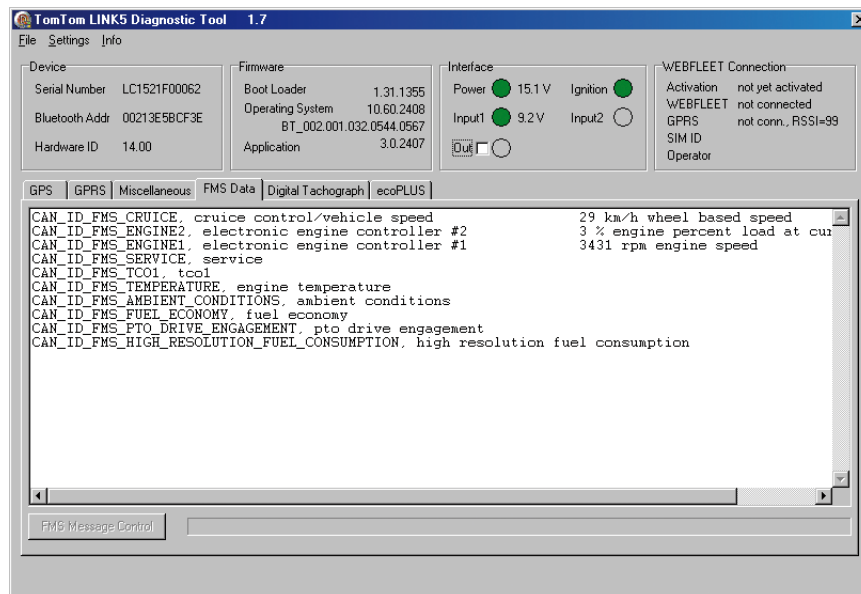 TomTom LINK5 Diagnostic Tool 1.7
File Settings Info
Device
Serial Number LC1521F00062
Bluetooth Addr 00213E5BCF3E
Hardware ID 14.00
Firmware
Boot Loader 1.31.1355
Operating System 10.60.2408
BT_002.001.032.0544.0567
Application 3.0.2407
Interface
Power 15.1 V Ignition
Input1 9.2 V Input2
Out
WEBFLEET Connection
Activation not yet activated
WEBFLEET not connected
GPRS not conn., RSSI=99
SIM ID
Operator
GPS GPRS Miscellaneous FMS Data Digital Tachograph ecoPLUS
CAN_ID_FMS_CRUICE, cruice control/vehicle speed 29 km/h wheel based speed
CAN_ID_FMS_ENGINE2, electronic engine controller #2 3 % engine percent load at cur
CAN_ID_FMS_ENGINE1, electronic engine controller #1 3431 rpm engine speed
CAN_ID_FMS_SERVICE, service
CAN_ID_FMS_TCO1, tco1
CAN_ID_FMS_TEMPERATURE, engine temperature
CAN_ID_FMS_AMBIENT_CONDITIONS, ambient conditions
CAN_ID_FMS_FUEL_ECONOMY, fuel economy
CAN_ID_FMS_PTO_DRIVE_ENGAGEMENT, pto drive engagement
CAN_ID_FMS_HIGH_RESOLUTION_FUEL_CONSUMPTION, high resolution fuel consumption
FMS Message Control